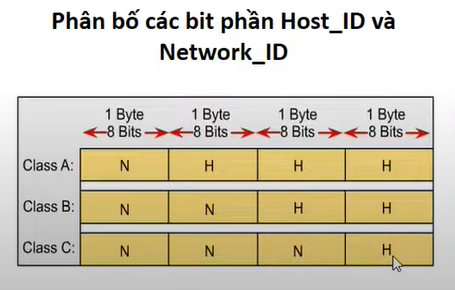 Phân bố các bit phần Host_ID và
Network_ID
1 Byte 1 Byte 1 Byte 1 Byte
8 Bits 8 Bits 8 Bits 8 Bits
Class A: N H H H
Class B: N N H H
Class C: N N N H